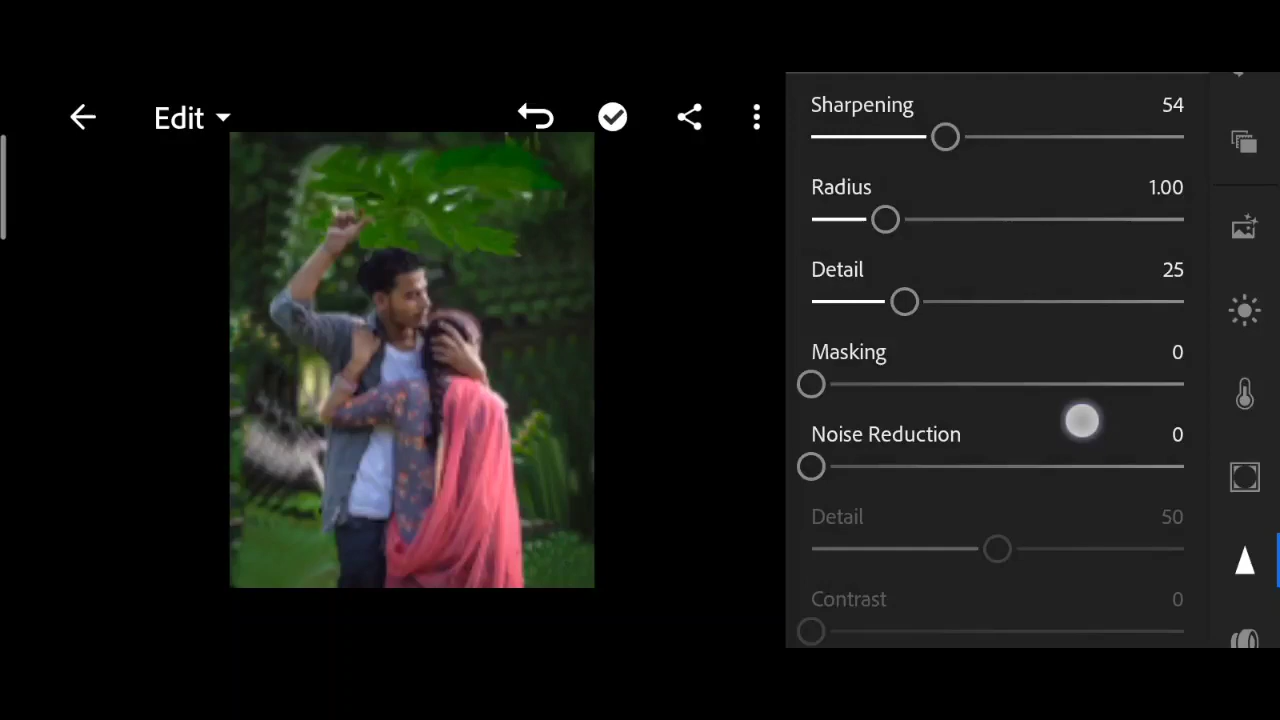 Edit
Sharpening 54
Radius 1.00
Detail 25
Masking 0
Noise Reduction 0
Detail 50
Contrast 0